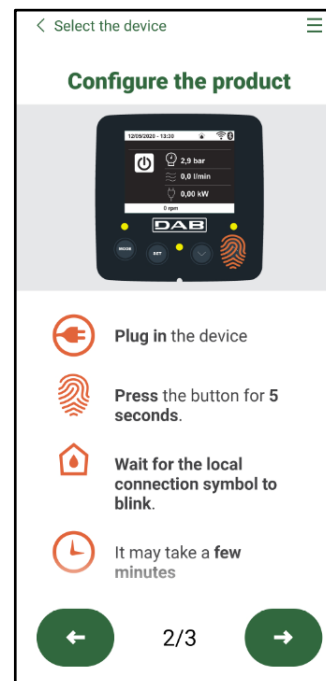 Select the device
Configure the product
12/05/2020 - 13:30
2,9 bar
0,0 l/min
0,00 kW
0 rpm
DAB
MODE
SET
Plug in the device
Press the button for 5
seconds.
Wait for the local
connection symbol to
blink.
It may take a few
minutes
2/3